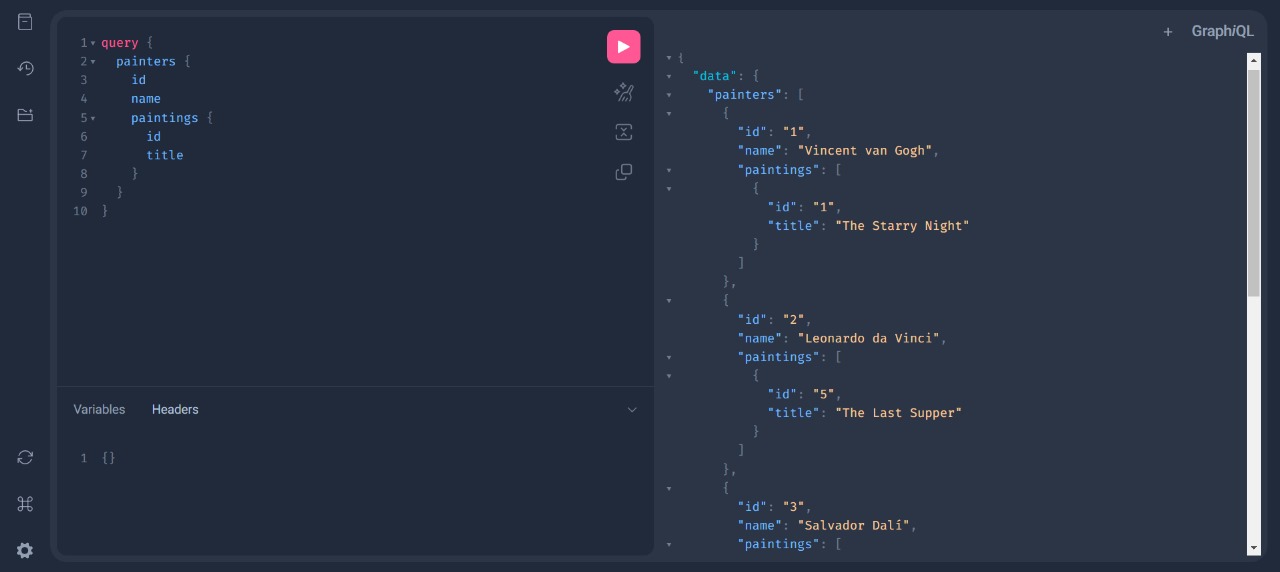 1 query {
2 painters {
3 id
4 name
5 paintings {
6 id
7 title
8 }
9 }
10 }
Variables Headers
1 {}
+ GraphiQL
{
"data": {
"painters": [
{
"id": "1",
"name": "Vincent van Gogh",
"paintings": [
{
"id": "1",
"title": "The Starry Night"
}
]
},
{
"id": "2",
"name": "Leonardo da Vinci",
"paintings": [
{
"id": "5",
"title": "The Last Supper"
}
]
},
{
"id": "3",
"name": "Salvador Dalí",
"paintings": [